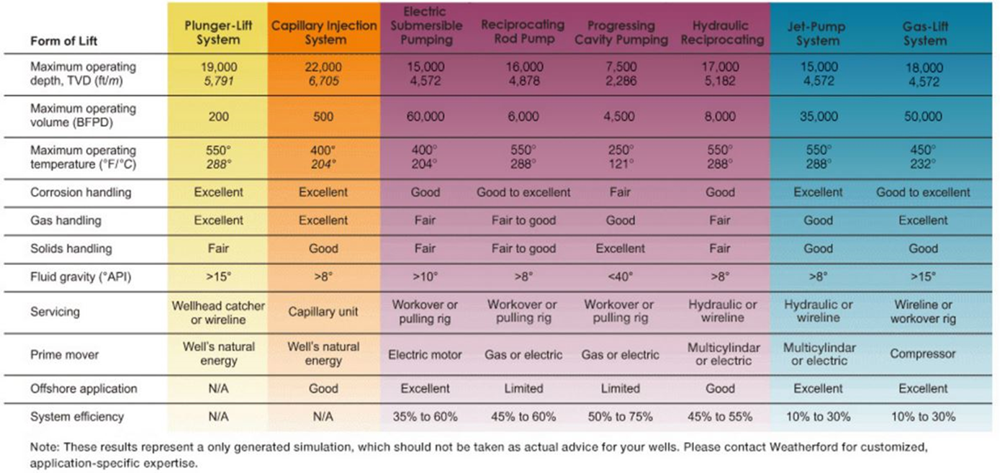 Form of Lift Plunger-Lift System Capillary Injection System Electric Submersible Pumping Reciprocating Rod Pump Progressing Cavity Pumping Hydraulic Reciprocating Jet-Pump System Gas-Lift System
Maximum operating depth, TVD (ft/m) 19,000 5,791 22,000 6,705 15,000 4,572 16,000 4,878 7,500 2,286 17,000 5,182 15,000 4,572 18,000 4,572
Maximum operating volume (BFPD) 200 500 60,000 6,000 4,500 8,000 35,000 50,000
Maximum operating temperature (°F/°C) 550° 288° 400° 204° 400° 204° 550° 288° 250° 121° 550° 288° 550° 288° 450° 232°
Corrosion handling Excellent Excellent Good Good to excellent Fair Good Excellent Good to excellent
Gas handling Excellent Excellent Fair Fair to good Good Fair Good Excellent
Solids handling Fair Good Fair Fair to good Excellent Fair Good Good
Fluid gravity (°API) >15° >8° >10° >8° <40° >8° >8° >15°
Servicing Wellhead catcher or wireline Capillary unit Workover or pulling rig Workover or pulling rig Workover or pulling rig Hydraulic or wireline Hydraulic or wireline Wireline or workover rig
Prime mover Well's natural energy Well's natural energy Electric motor Gas or electric Gas or electric Multicylindar or electric Multicylindar or electric Compressor
Offshore application N/A Good Excellent Limited Limited Good Excellent Excellent
System efficiency N/A N/A 35% to 60% 45% to 60% 50% to 75% 45% to 55% 10% to 30% 10% to 30%
Note: These results represent a only generated simulation, which should not be taken as actual advice for your wells. Please contact Weatherford for customized,
application-specific expertise.